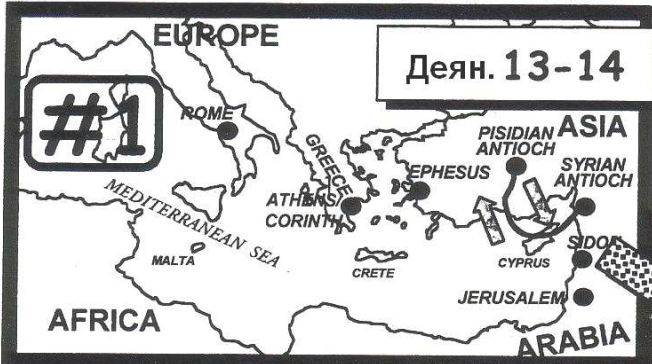 EUROPE
Деян. 13-14
#1
ROME
GREECE
PISIDIAN
ANTIOCH
ASIA
EPHESUS
SYRIAN
ANTIOCH
ATHENS/
CORINTH
MEDITERRANEAN SEA
MALTA
CRETE
CYPRUS
SIDON
JERUSALEM
AFRICA
ARABIA